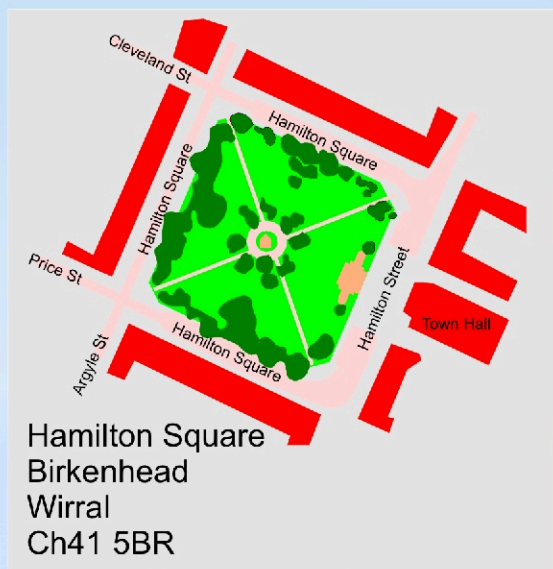 Cleveland St
Hamilton Square
Hamilton Square
Price St
Hamilton Street
Town Hall
Argyle St
Hamilton Square
Hamilton Square
Birkenhead
Wirral
Ch41 5BR